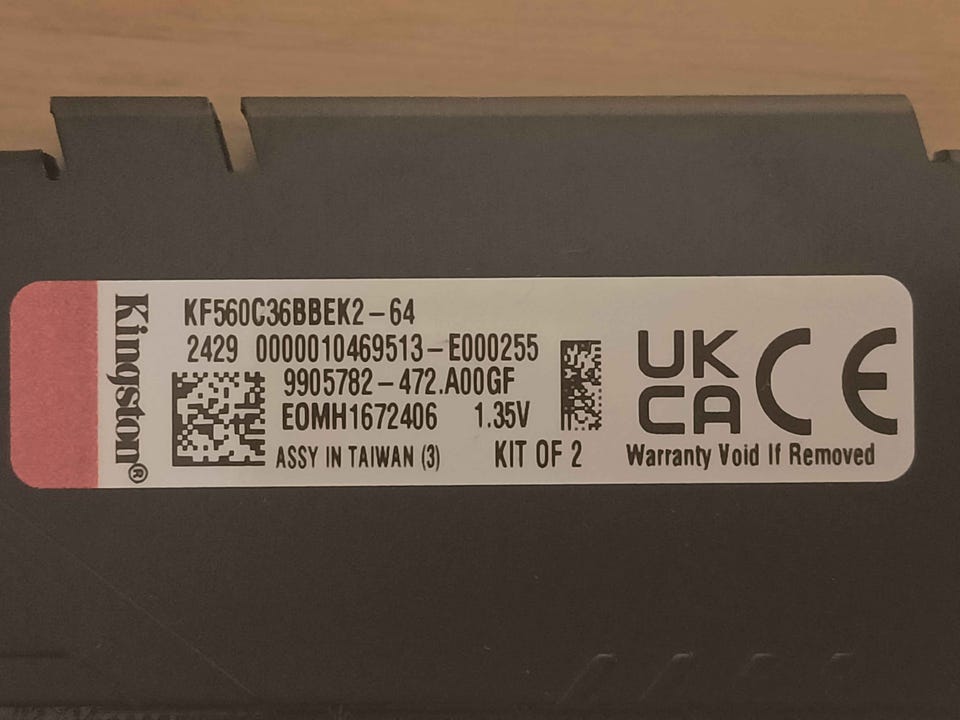 Kingston®
KF560C36BBEK2-64
2429 0000010469513-E000255
9905782-472.A00GF
EOMH1672406 1.35V
ASSY IN TAIWAN (3) KIT OF 2
UK
CA
CE
Warranty Void If Removed